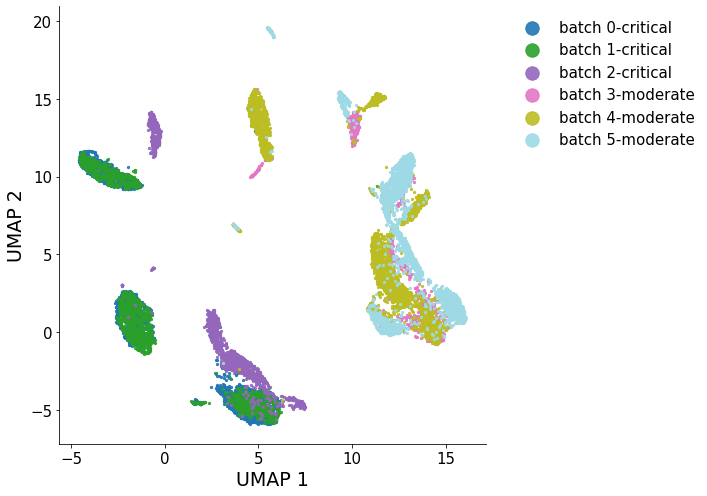 batch 0-critical
batch 1-critical
batch 2-critical
batch 3-moderate
batch 4-moderate
batch 5-moderate
20
15
10
5
0
−5
UMAP 2
−5 0 5 10 15
UMAP 1